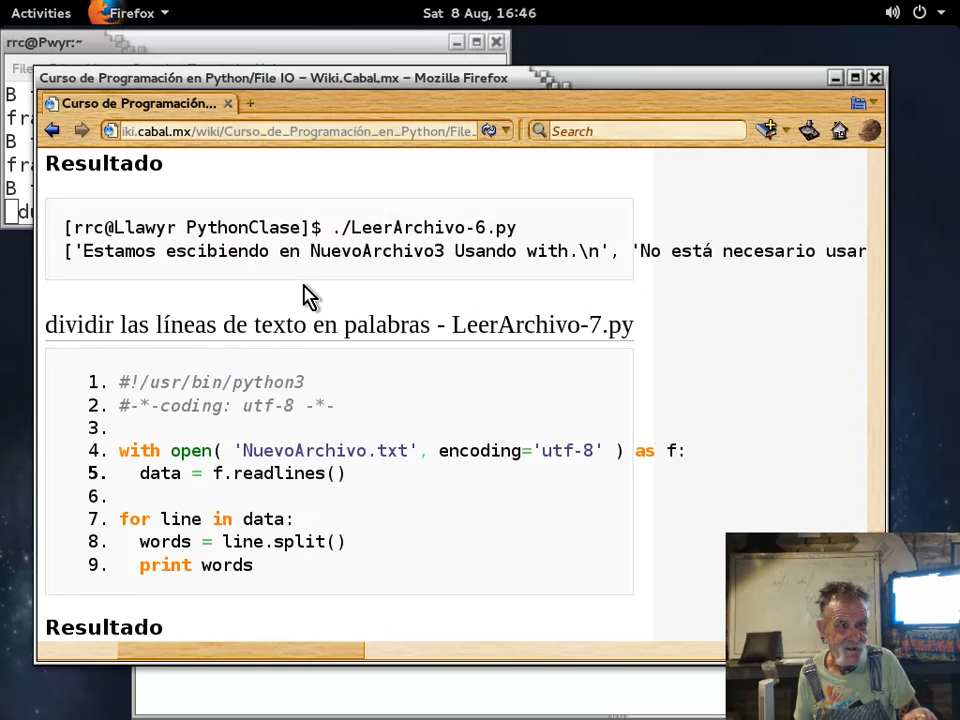 Activities Firefox Sat 8 Aug, 16:46
rrc@Pwyr:~
File
Curso de Programación en Python/File IO – Wiki.Cabal.mx – Mozilla Firefox
Curso de Programación...
iki.cabal.mx/wiki/Curso_de_Programación_en_Python/File_
Search
B
fra
B
fra
B
du
Resultado
[rrc@Llawyr PythonClase]$ ./LeerArchivo-6.py
['Estamos escibiendo en NuevoArchivo3 Usando with.\n', 'No está necesario usar
dividir las líneas de texto en palabras - LeerArchivo-7.py
1. #!/usr/bin/python3
2. #-*-coding: utf-8 -*-
3.
4. with open( 'NuevoArchivo.txt', encoding='utf-8' ) as f:
5. data = f.readlines()
6.
7. for line in data:
8. words = line.split()
9. print words
Resultado